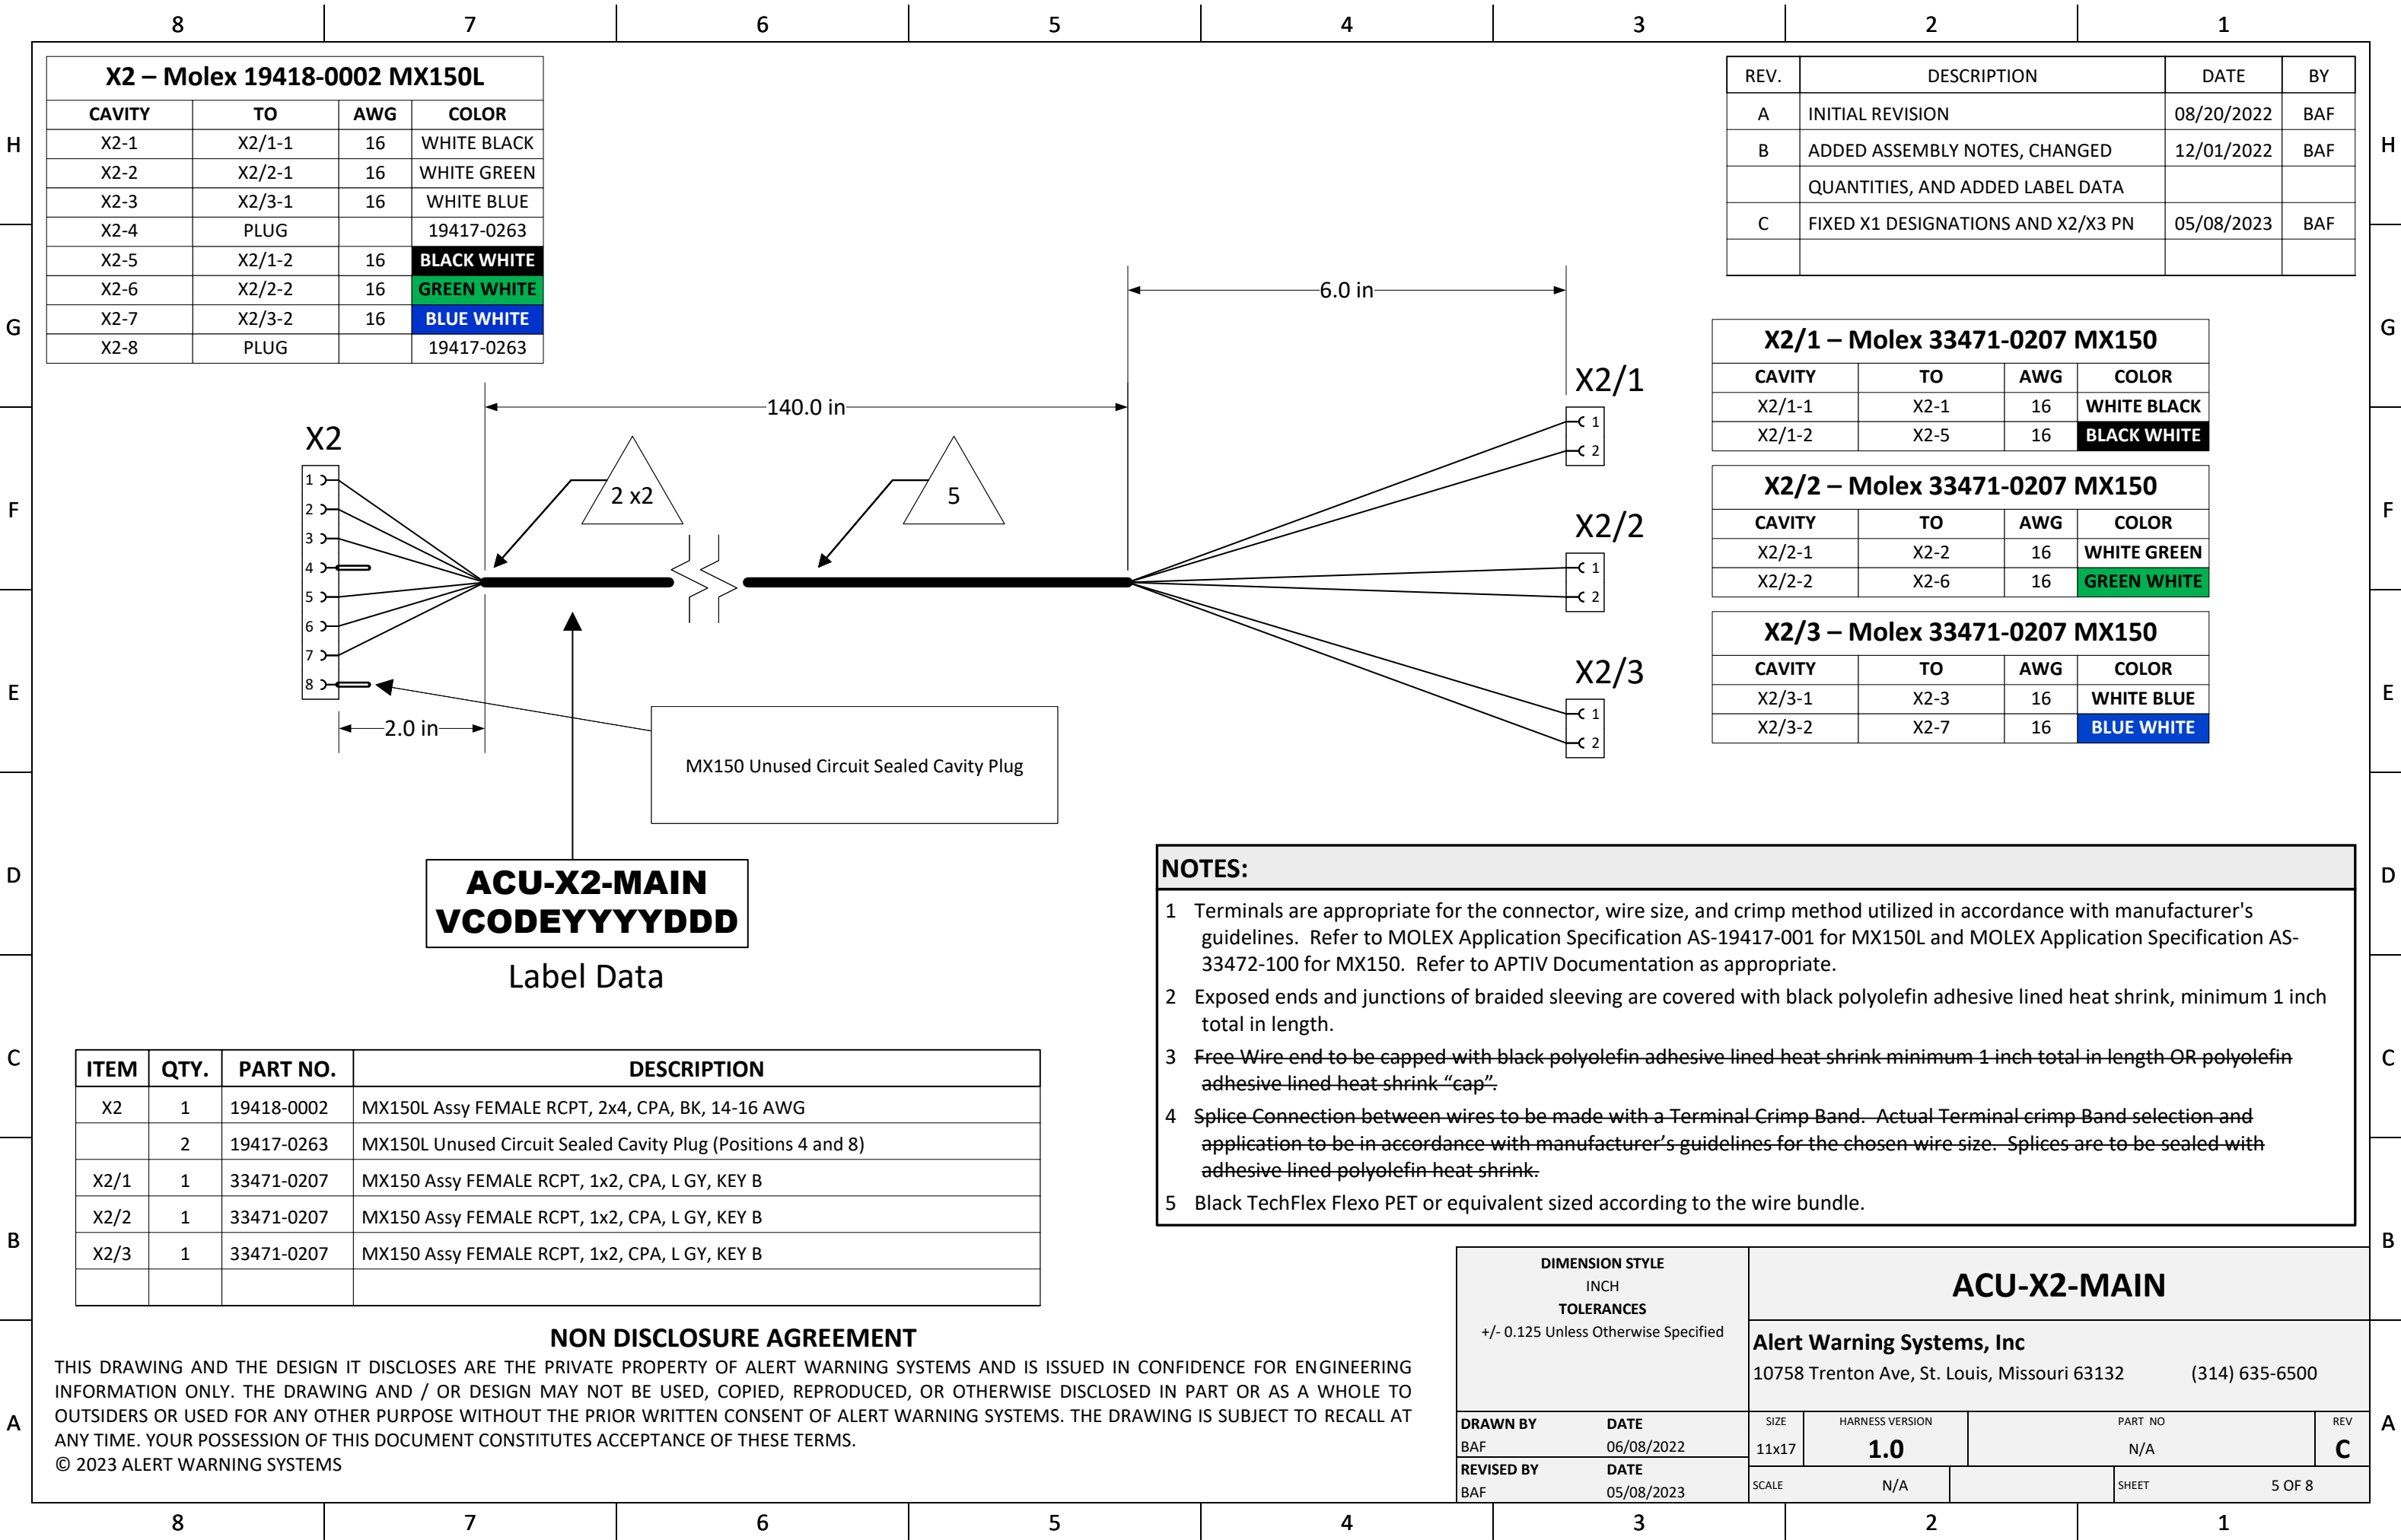 8 7 6 5 4 3 2 1
H
G
F
E
D
C
B
A
X2 – Molex 19418-0002 MX150L
CAVITY TO AWG COLOR
X2-1 X2/1-1 16 WHITE BLACK
X2-2 X2/2-1 16 WHITE GREEN
X2-3 X2/3-1 16 WHITE BLUE
X2-4 PLUG 19417-0263
X2-5 X2/1-2 16 BLACK WHITE
X2-6 X2/2-2 16 GREEN WHITE
X2-7 X2/3-2 16 BLUE WHITE
X2-8 PLUG 19417-0263
REV. DESCRIPTION DATE BY
A INITIAL REVISION 08/20/2022 BAF
B ADDED ASSEMBLY NOTES, CHANGED 12/01/2022 BAF
QUANTITIES, AND ADDED LABEL DATA
C FIXED X1 DESIGNATIONS AND X2/X3 PN 05/08/2023 BAF
6.0 in
140.0 in
X2
1
2
3
4
5
6
7
8
2.0 in
2 x2
5
X2/1
1
2
X2/2
1
2
X2/3
1
2
X2/1 – Molex 33471-0207 MX150
CAVITY TO AWG COLOR
X2/1-1 X2-1 16 WHITE BLACK
X2/1-2 X2-5 16 BLACK WHITE
X2/2 – Molex 33471-0207 MX150
CAVITY TO AWG COLOR
X2/2-1 X2-2 16 WHITE GREEN
X2/2-2 X2-6 16 GREEN WHITE
X2/3 – Molex 33471-0207 MX150
CAVITY TO AWG COLOR
X2/3-1 X2-3 16 WHITE BLUE
X2/3-2 X2-7 16 BLUE WHITE
MX150 Unused Circuit Sealed Cavity Plug
ACU-X2-MAIN
VCODEYYYYDDD
Label Data
NOTES:
1 Terminals are appropriate for the connector, wire size, and crimp method utilized in accordance with manufacturer's
guidelines. Refer to MOLEX Application Specification AS-19417-001 for MX150L and MOLEX Application Specification AS-
33472-100 for MX150. Refer to APTIV Documentation as appropriate.
2 Exposed ends and junctions of braided sleeving are covered with black polyolefin adhesive lined heat shrink, minimum 1 inch
total in length.
3 Free Wire end to be capped with black polyolefin adhesive lined heat shrink minimum 1 inch total in length OR polyolefin
adhesive lined heat shrink “cap”.
4 Splice Connection between wires to be made with a Terminal Crimp Band. Actual Terminal crimp Band selection and
application to be in accordance with manufacturer’s guidelines for the chosen wire size. Splices are to be sealed with
adhesive lined polyolefin heat shrink.
5 Black TechFlex Flexo PET or equivalent sized according to the wire bundle.
ITEM QTY. PART NO. DESCRIPTION
X2 1 19418-0002 MX150L Assy FEMALE RCPT, 2x4, CPA, BK, 14-16 AWG
2 19417-0263 MX150L Unused Circuit Sealed Cavity Plug (Positions 4 and 8)
X2/1 1 33471-0207 MX150 Assy FEMALE RCPT, 1x2, CPA, L GY, KEY B
X2/2 1 33471-0207 MX150 Assy FEMALE RCPT, 1x2, CPA, L GY, KEY B
X2/3 1 33471-0207 MX150 Assy FEMALE RCPT, 1x2, CPA, L GY, KEY B
NON DISCLOSURE AGREEMENT
THIS DRAWING AND THE DESIGN IT DISCLOSES ARE THE PRIVATE PROPERTY OF ALERT WARNING SYSTEMS AND IS ISSUED IN CONFIDENCE FOR ENGINEERING
INFORMATION ONLY. THE DRAWING AND / OR DESIGN MAY NOT BE USED, COPIED, REPRODUCED, OR OTHERWISE DISCLOSED IN PART OR AS A WHOLE TO
OUTSIDERS OR USED FOR ANY OTHER PURPOSE WITHOUT THE PRIOR WRITTEN CONSENT OF ALERT WARNING SYSTEMS. THE DRAWING IS SUBJECT TO RECALL AT
ANY TIME. YOUR POSSESSION OF THIS DOCUMENT CONSTITUTES ACCEPTANCE OF THESE TERMS.
© 2023 ALERT WARNING SYSTEMS
DIMENSION STYLE
INCH
TOLERANCES
+/- 0.125 Unless Otherwise Specified
ACU-X2-MAIN
Alert Warning Systems, Inc
10758 Trenton Ave, St. Louis, Missouri 63132 (314) 635-6500
DRAWN BY DATE
BAF 06/08/2022
REVISED BY DATE
BAF 05/08/2023
SIZE HARNESS VERSION PART NO REV
11x17 1.0 N/A C
SCALE N/A SHEET 5 OF 8
H
G
F
E
D
C
B
A
8 7 6 5 4 3 2 1